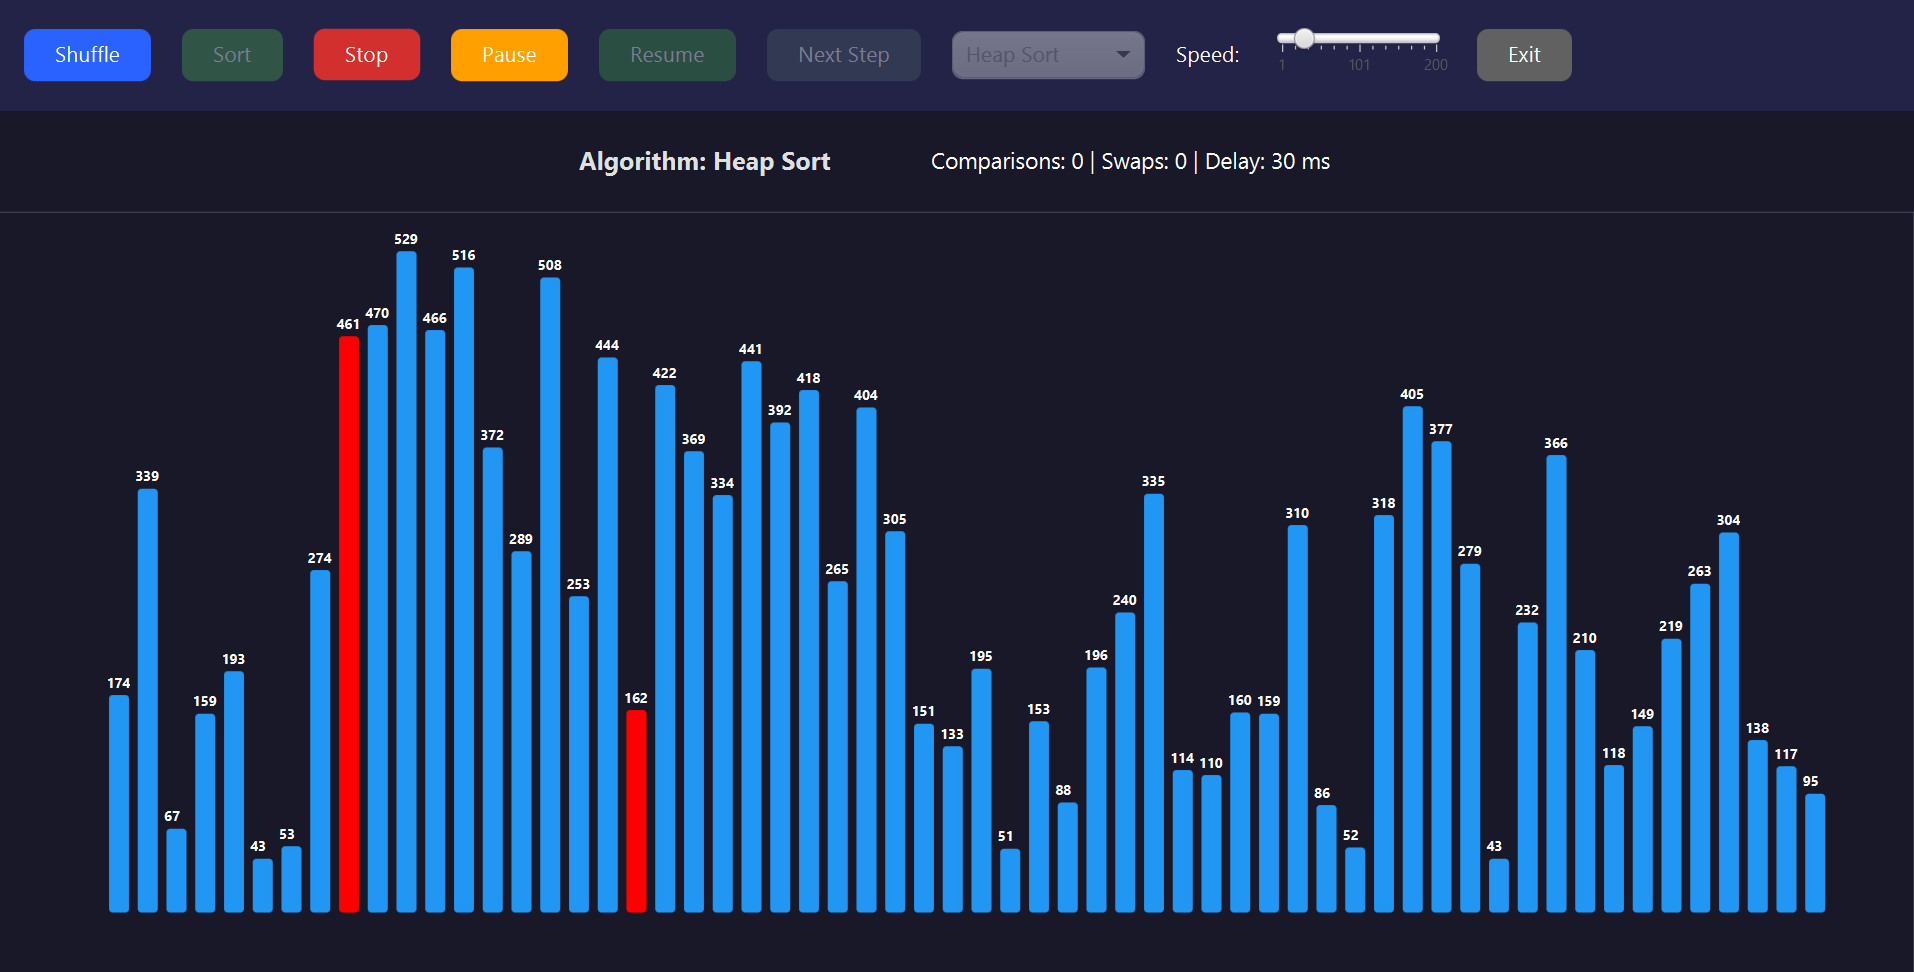 Shuffle Sort Stop Pause Resume Next Step Heap Sort Speed: Exit
1 101 200
Algorithm: Heap Sort Comparisons: 0 | Swaps: 0 | Delay: 30 ms
174 339 67 159 193 43 53 274 461 470 529 466 516 372 289 508 253 444 162 422 369 334 441 392 418 265 404 305 151 133 195 51 153 88 196 240 335 114 110 160 159 310 86 52 318 405 377 279 43 232 366 210 118 149 219 263 304 138 117 95